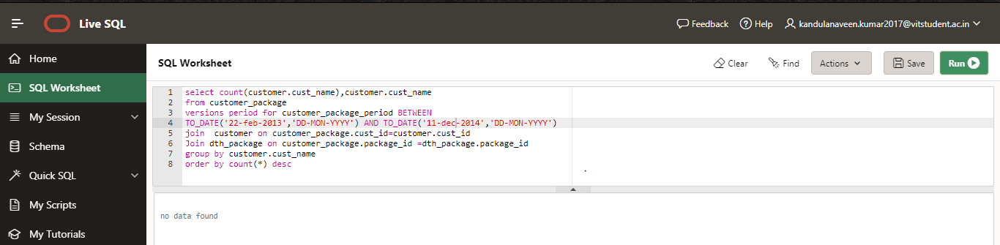 Live SQL
Feedback
Help
kandulanaveen.kumar2017@vitstudent.ac.in
Home
SQL Worksheet
My Session
Schema
Quick SQL
My Scripts
My Tutorials
SQL Worksheet
Clear
Find
Actions
Save
Run
1 select count(customer.cust_name),customer.cust_name
2 from customer_package
3 versions period for customer_package_period BETWEEN
4 TO_DATE('22-feb-2013','DD-MON-YYYY') AND TO_DATE('11-dec-2014','DD-MON-YYYY')
5 join  customer on customer_package.cust_id=customer.cust_id
6 Join dth_package on customer_package.package_id =dth_package.package_id
7 group by customer.cust_name
8 order by count(*) desc
no data found